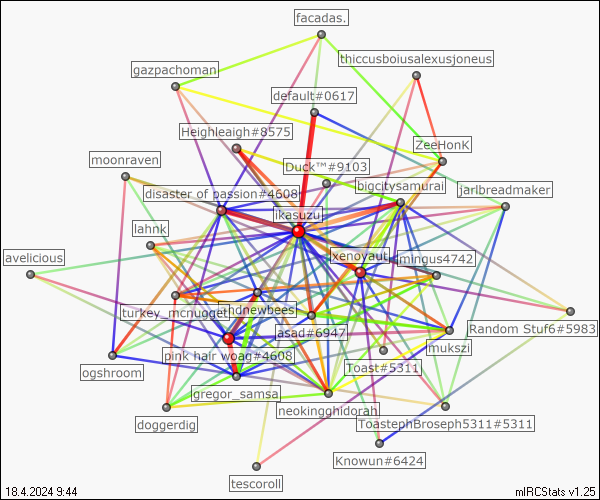 facadas.
thiccusboiusalexusjoneus
gazpachoman
default#0617
Heighleaigh#8575
ZeeHonK
moonraven
Duck™#9103
bigcitysamurai
disaster of passion#4608
jarlbreadmaker
ikasuzu
lahnk
avelicious
xenoyaut
mingus4742
turkey_mcnugget
hdnewbees
asad#6947
Random Stuf6#5983
mukszi
pink hair woag#4608
Toast#5311
ogshroom
gregor_samsa
neokingghidorah
doggerdig
ToastephBroseph5311#5311
Knowun#6424
tescoroll
18.4.2024 9:44
mIRCStats v1.25